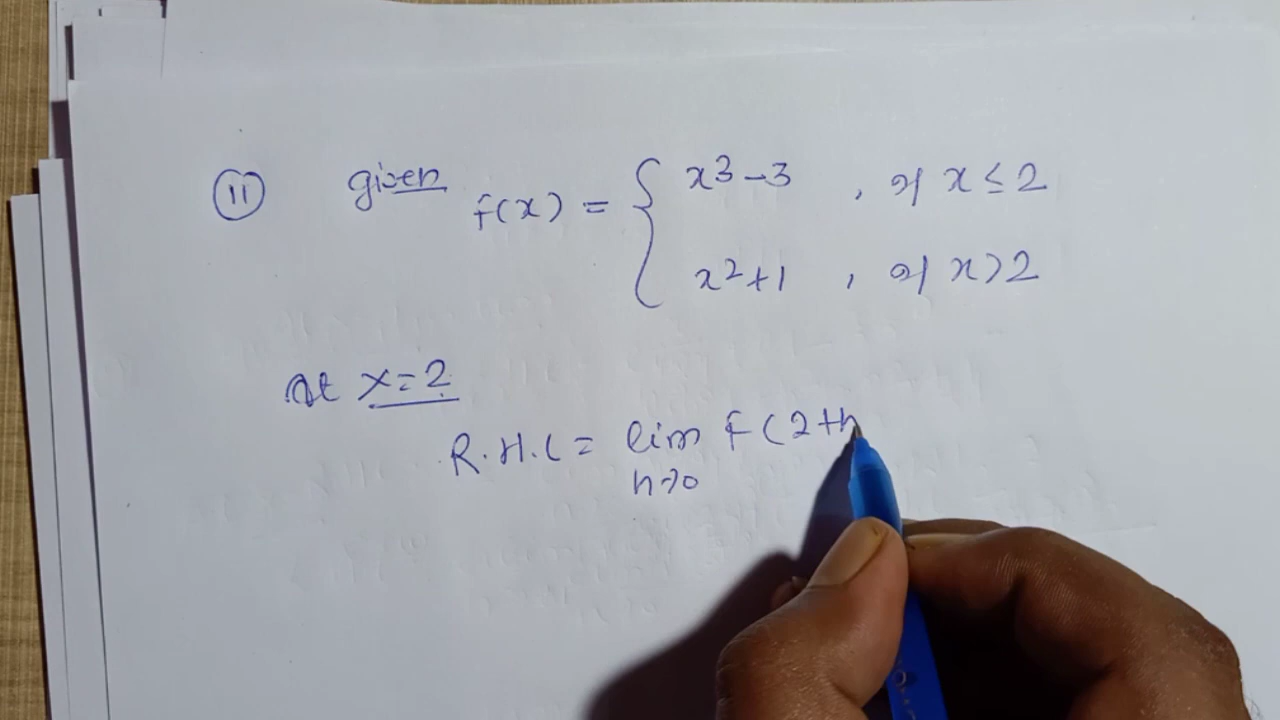 11 given f(x) = { x³-3 , if x ≤ 2
x²+1 , if x>2
At x=2
R.H.L = lim f(2+h
h→0